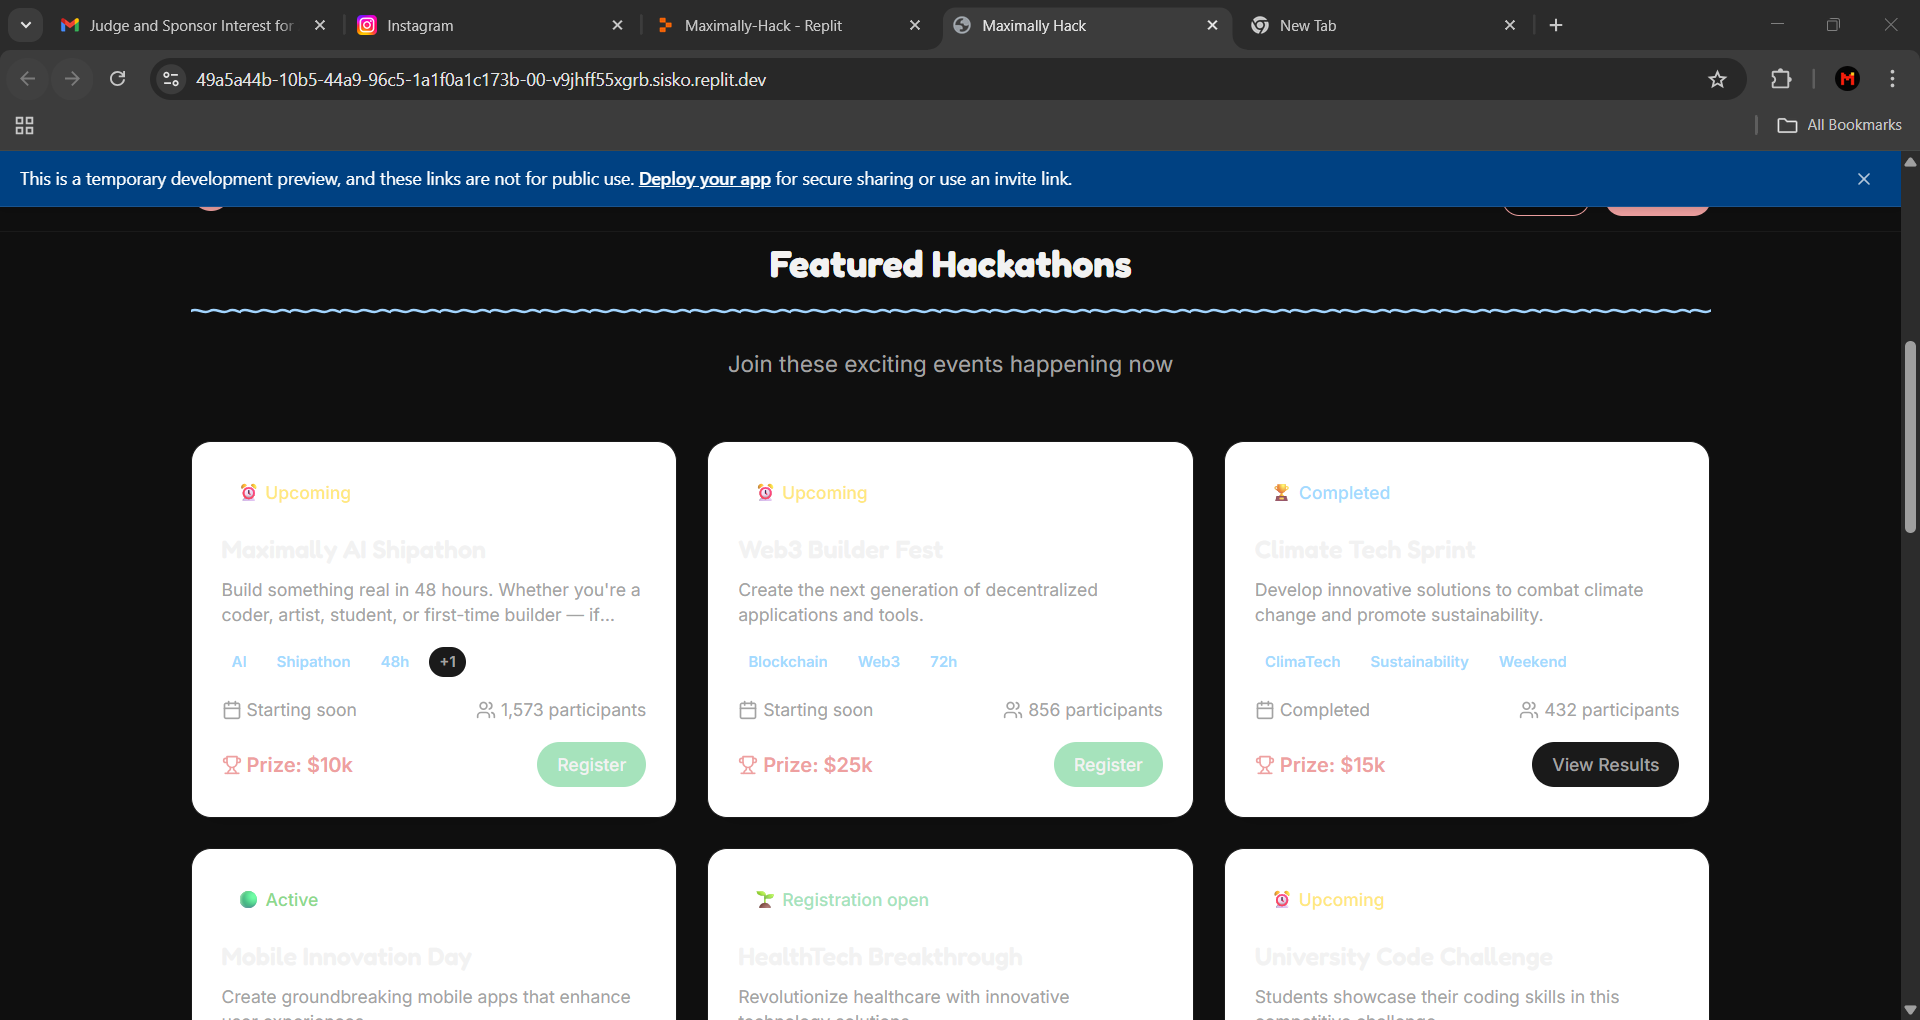 Judge and Sponsor Interest for
Instagram
Maximally-Hack - Replit
Maximally Hack
New Tab
49a5a44b-10b5-44a9-96c5-1a1f0a1c173b-00-v9jhff55xgrb.sisko.replit.dev
M
All Bookmarks
This is a temporary development preview, and these links are not for public use. Deploy your app for secure sharing or use an invite link.
Featured Hackathons
Join these exciting events happening now
Upcoming
Maximally AI Shipathon
Build something real in 48 hours. Whether you're a
coder, artist, student, or first-time builder — if...
AI Shipathon 48h +1
Starting soon 1,573 participants
Prize: $10k Register
Upcoming
Web3 Builder Fest
Create the next generation of decentralized
applications and tools.
Blockchain Web3 72h
Starting soon 856 participants
Prize: $25k Register
Completed
Climate Tech Sprint
Develop innovative solutions to combat climate
change and promote sustainability.
ClimaTech Sustainability Weekend
Completed 432 participants
Prize: $15k View Results
Active
Mobile Innovation Day
Create groundbreaking mobile apps that enhance
user experiences.
Registration open
HealthTech Breakthrough
Revolutionize healthcare with innovative
technology solutions.
Upcoming
University Code Challenge
Students showcase their coding skills in this
competitive challenge.